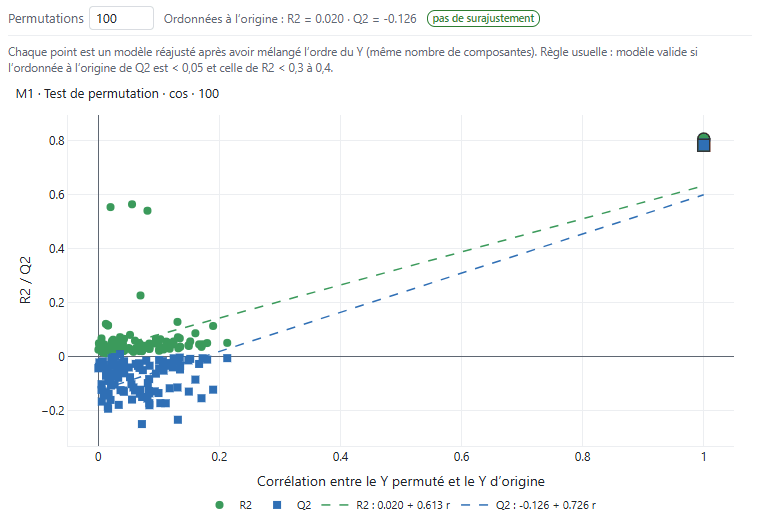 Permutations 100 Ordonnées à l'origine : R2 = 0.020 · Q2 = -0.126 pas de surajustement
Chaque point est un modèle réajusté après avoir mélangé l'ordre du Y (même nombre de composantes). Règle usuelle : modèle valide si
l'ordonnée à l'origine de Q2 est < 0,05 et celle de R2 < 0,3 à 0,4.
M1 · Test de permutation · cos · 100
0.8
0.6
0.4
0.2
0
−0.2
R2 / Q2
0 0.2 0.4 0.6 0.8 1
Corrélation entre le Y permuté et le Y d'origine
R2 Q2 R2 : 0.020 + 0.613 r Q2 : -0.126 + 0.726 r